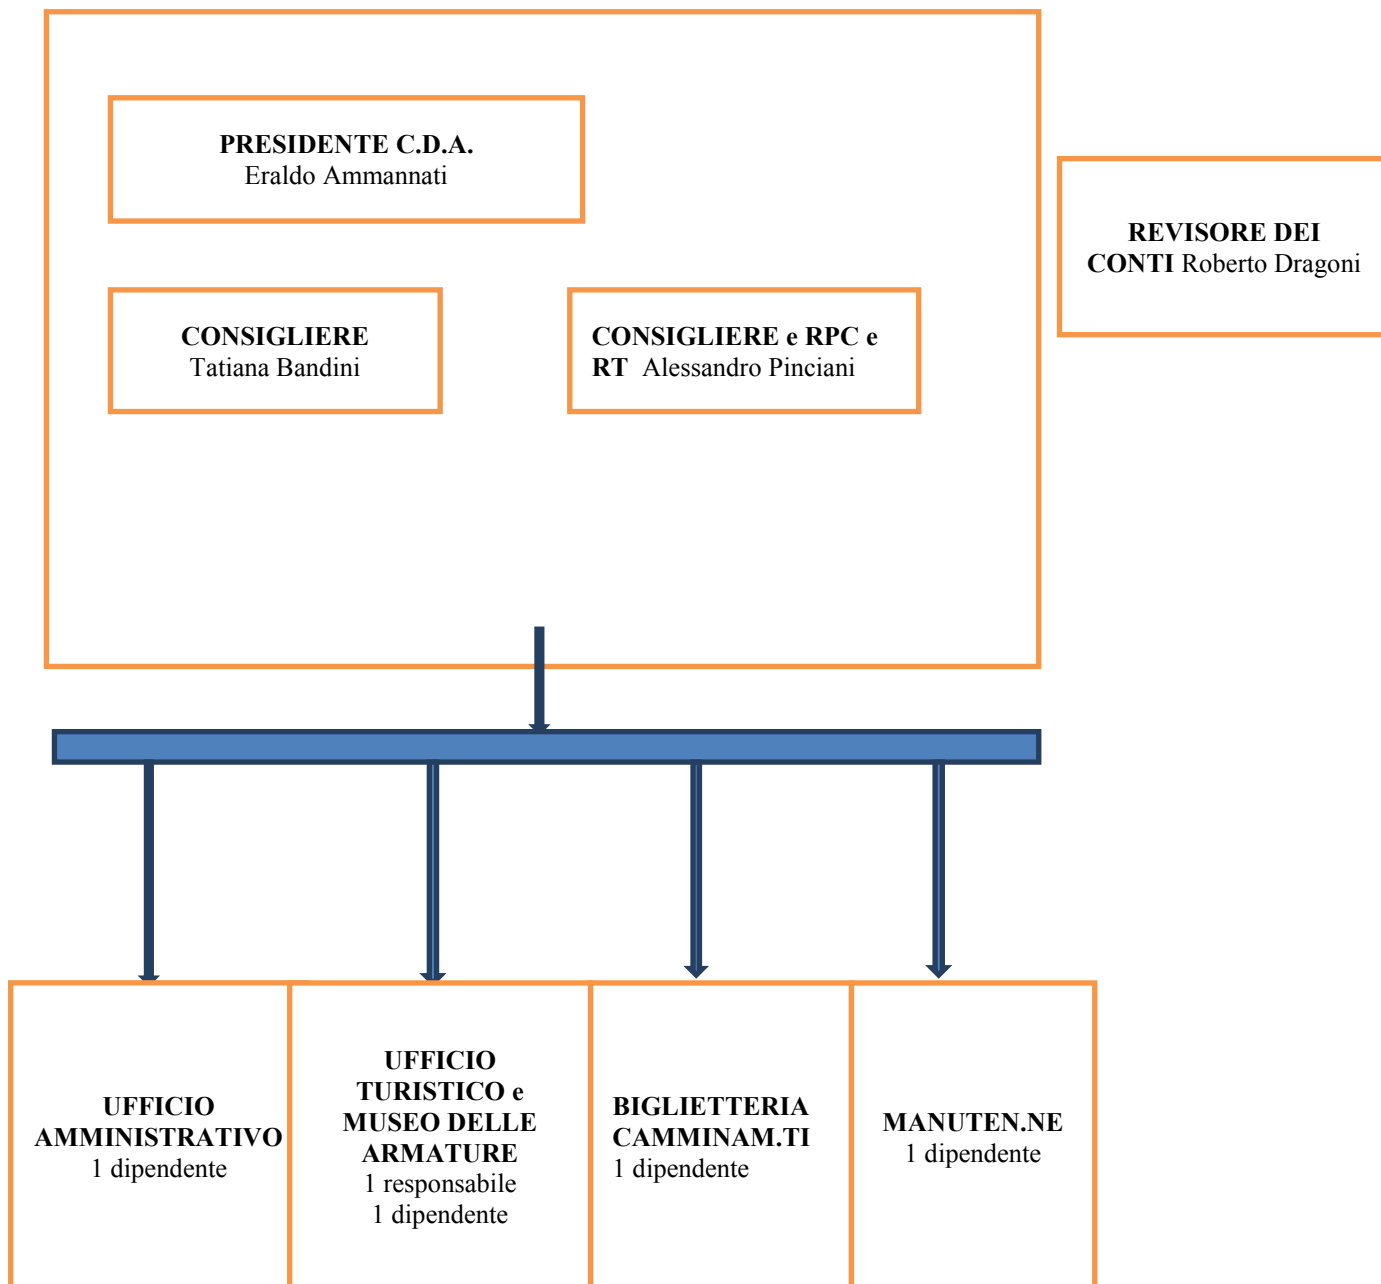 PRESIDENTE C.D.A.
Eraldo Ammannati
REVISORE DEI
CONTI Roberto Dragoni
CONSIGLIERE
Tatiana Bandini
CONSIGLIERE e RPC e
RT Alessandro Pinciani
UFFICIO
AMMINISTRATIVO
1 dipendente
UFFICIO
TURISTICO e
MUSEO DELLE
ARMATURE
1 responsabile
1 dipendente
BIGLIETTERIA
CAMMINAM.TI
1 dipendente
MANUTEN.NE
1 dipendente